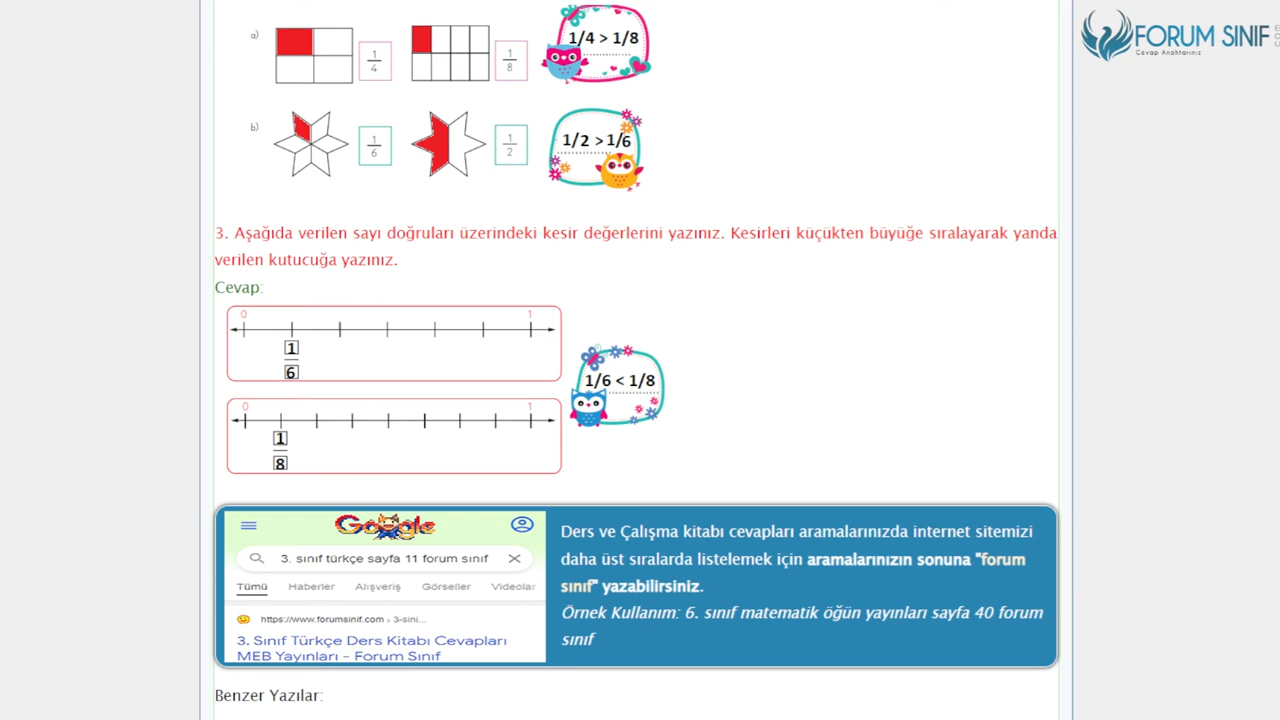 FORUM SINIF
Cevap Anahtarınız
a)
1
4
1
8
1/4 > 1/8
b)
1
6
1
2
1/2 > 1/6
3. Aşağıda verilen sayı doğruları üzerindeki kesir değerlerini yazınız. Kesirleri küçükten büyüğe sıralayarak yanda
verilen kutucuğa yazınız.
Cevap:
0 1
1
6
1/6 < 1/8
0 1
1
8
Google
3. sınıf türkçe sayfa 11 forum sınıf
Tümü Haberler Alışveriş Görseller Videolar
https://www.forumsinif.com › 3-sini...
3. Sınıf Türkçe Ders Kitabı Cevapları
MEB Yayınları – Forum Sınıf
Ders ve Çalışma kitabı cevapları aramalarınızda internet sitemizi
daha üst sıralarda listelemek için aramalarınızın sonuna "forum
sınıf" yazabilirsiniz.
Örnek Kullanım: 6. sınıf matematik öğün yayınları sayfa 40 forum
sınıf
Benzer Yazılar: